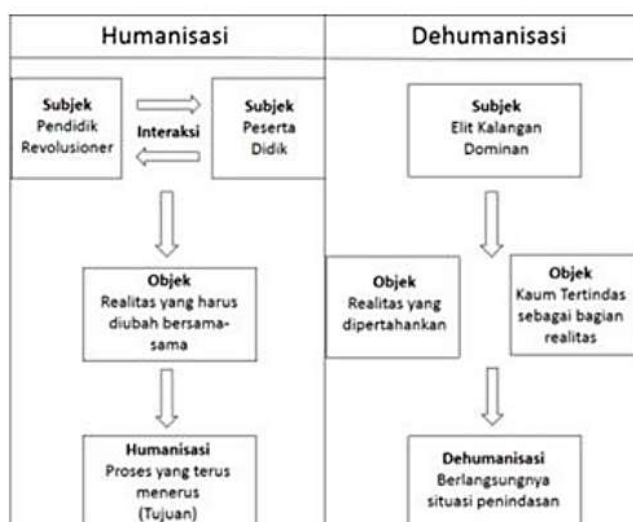 Humanisasi
Dehumanisasi
Subjek
Pendidik
Revolusioner
Interaksi
Subjek
Peserta
Didik
Subjek
Elit Kalangan
Dominan
Objek
Realitas yang harus
diubah bersama-
sama
Objek
Realitas yang
dipertahankan
Objek
Kaum Tertindas
sebagai bagian
realitas
Humanisasi
Proses yang terus
menerus
(Tujuan)
Dehumanisasi
Berlangsungnya
situasi penindasan